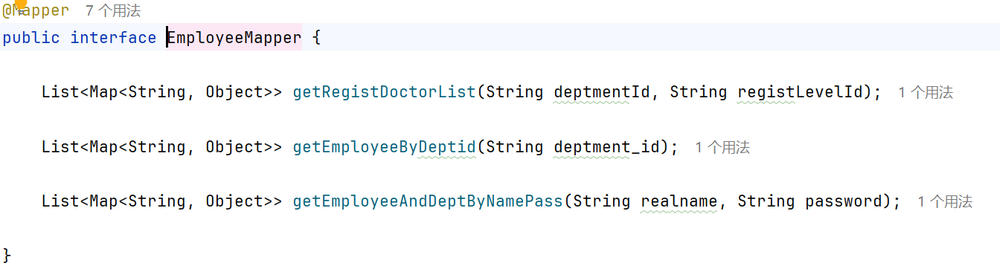 @Mapper 7 个用法
public interface EmployeeMapper {
List<Map<String, Object>> getRegistDoctorList(String deptmentId, String registLevelId); 1 个用法
List<Map<String, Object>> getEmployeeByDeptid(String deptment_id); 1 个用法
List<Map<String, Object>> getEmployeeAndDeptByNamePass(String realname, String password); 1 个用法
}